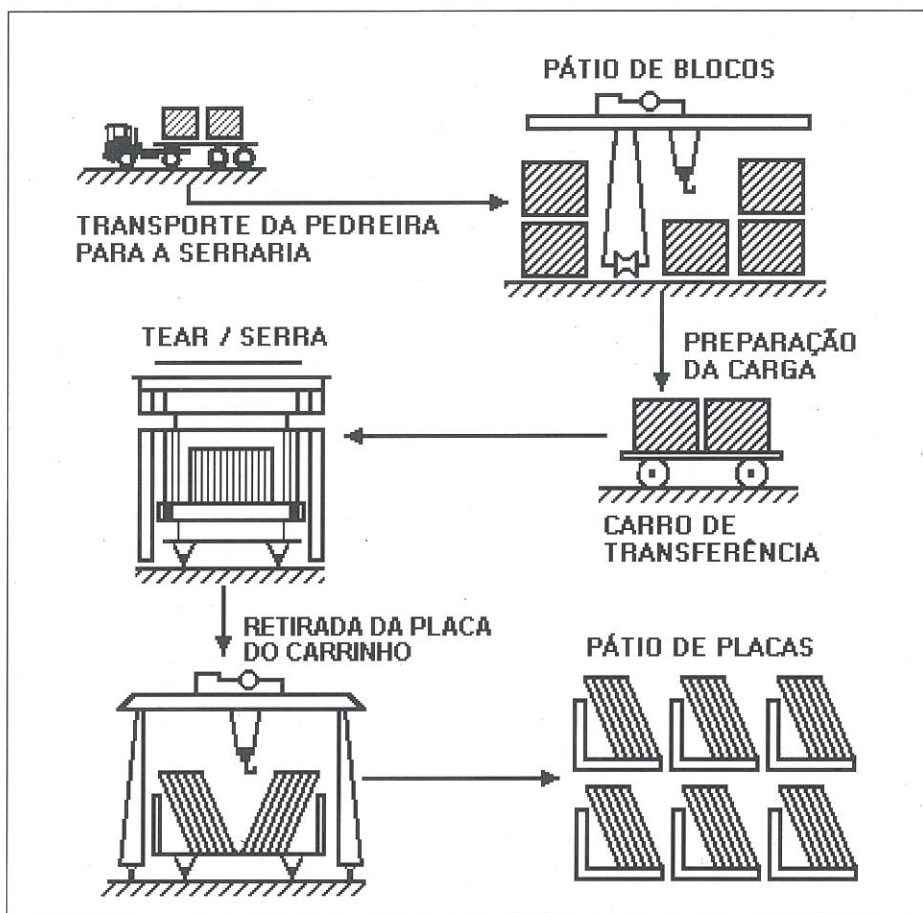 PÁTIO DE BLOCOS
TRANSPORTE DA PEDREIRA
PARA A SERRARIA
TEAR / SERRA
PREPARAÇÃO
DA CARGA
CARRO DE
TRANSFERÊNCIA
RETIRADA DA PLACA
DO CARRINHO
PÁTIO DE PLACAS